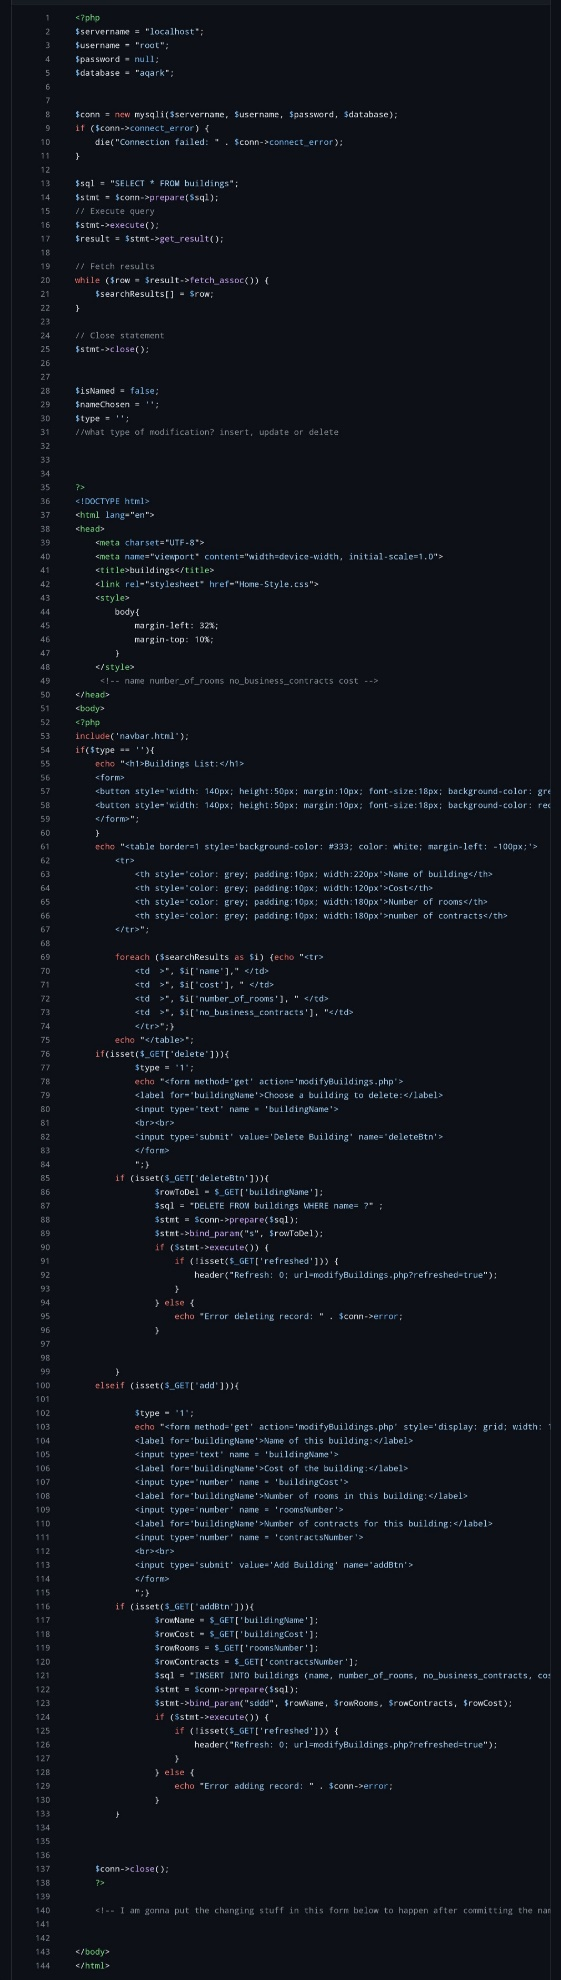 1 <?php
2 $servername = "localhost";
3 $username = "root";
4 $password = null;
5 $database = "aqark";
6
7
8 $conn = new mysqli($servername, $username, $password, $database);
9 if ($conn->connect_error) {
10 die("Connection failed: " . $conn->connect_error);
11 }
12
13 $sql = "SELECT * FROM buildings";
14 $stmt = $conn->prepare($sql);
15 // Execute query
16 $stmt->execute();
17 $result = $stmt->get_result();
18
19 // Fetch results
20 while ($row = $result->fetch_assoc()) {
21 $searchResults[] = $row;
22 }
23
24 // Close statement
25 $stmt->close();
26
27
28 $isNamed = false;
29 $nameChosen = '';
30 $type = '';
31 //What type of modification? insert, update or delete
32
33
34
35 ?>
36 <!DOCTYPE html>
37 <html lang="en">
38 <head>
39 <meta charset="UTF-8">
40 <meta name="viewport" content="width=device-width, initial-scale=1.0">
41 <title>buildings</title>
42 <link rel="stylesheet" href="Home-Style.css">
43 <style>
44 body{
45 margin-left: 32%;
46 margin-top: 10%;
47 }
48 </style>
49 <!-- name number_of_rooms no_business_contracts cost -->
50 </head>
51 <body>
52 <?php
53 include('navbar.html');
54 if($type == ''){
55 echo "<h1>Buildings List:</h1>
56 <form>
57 <button style='width: 140px; height:50px; margin:10px; font-size:18px; background-color: gre
58 <button style='width: 140px; height:50px; margin:10px; font-size:18px; background-color: red
59 </form>";
60 }
61 echo "<table border=1 style='background-color: #333; color: white; margin-left: -100px;'>
62 <tr>
63 <th style='color: grey; padding:10px; width:220px'>Name of building</th>
64 <th style='color: grey; padding:10px; width:120px'>Cost</th>
65 <th style='color: grey; padding:10px; width:180px'>Number of rooms</th>
66 <th style='color: grey; padding:10px; width:180px'>number of contracts</th>
67 </tr>";
68
69 foreach ($searchResults as $i) {echo "<tr>
70 <td >", $i['name']," </td>
71 <td >", $i['cost'], " </td>
72 <td >", $i['number_of_rooms'], " </td>
73 <td >", $i['no_business_contracts'], "</td>
74 </tr>";}
75 echo "</table>";
76 if(isset($_GET['delete'])){
77 $type = '1';
78 echo "<form method='get' action='modifyBuildings.php'>
79 <label for='buildingName'>Choose a building to delete:</label>
80 <input type='text' name = 'buildingName'>
81 <br><br>
82 <input type='submit' value='Delete Building' name='deleteBtn'>
83 </form>
84 ";}
85 if (isset($_GET['deleteBtn'])){
86 $rowToDel = $_GET['buildingName'];
87 $sql = "DELETE FROM buildings WHERE name= ?" ;
88 $stmt = $conn->prepare($sql);
89 $stmt->bind_param("s", $rowToDel);
90 if ($stmt->execute()) {
91 if (!isset($_GET['refreshed'])) {
92 header("Refresh: 0; url=modifyBuildings.php?refreshed=true");
93 }
94 } else {
95 echo "Error deleting record: " . $conn->error;
96 }
97
98
99 }
100 elseif (isset($_GET['add'])){
101
102 $type = '1';
103 echo "<form method='get' action='modifyBuildings.php' style='display: grid; width: 1
104 <label for='buildingName'>Name of this building:</label>
105 <input type='text' name = 'buildingName'>
106 <label for='buildingName'>Cost of the building:</label>
107 <input type='number' name = 'buildingCost'>
108 <label for='buildingName'>Number of rooms in this building:</label>
109 <input type='number' name = 'roomsNumber'>
110 <label for='buildingName'>Number of contracts for this building:</label>
111 <input type='number' name = 'contractsNumber'>
112 <br><br>
113 <input type='submit' value='Add Building' name='addBtn'>
114 </form>
115 ";}
116 if (isset($_GET['addBtn'])){
117 $rowName = $_GET['buildingName'];
118 $rowCost = $_GET['buildingCost'];
119 $rowRooms = $_GET['roomsNumber'];
120 $rowContracts = $_GET['contractsNumber'];
121 $sql = "INSERT INTO buildings (name, number_of_rooms, no_business_contracts, cos
122 $stmt = $conn->prepare($sql);
123 $stmt->bind_param("sddd", $rowName, $rowRooms, $rowContracts, $rowCost);
124 if ($stmt->execute()) {
125 if (!isset($_GET['refreshed'])) {
126 header("Refresh: 0; url=modifyBuildings.php?refreshed=true");
127 }
128 } else {
129 echo "Error adding record: " . $conn->error;
130 }
133 }
134
135
136
137 $conn->close();
138 ?>
139
140 <!-- I am gonna put the changing stuff in this form below to happen after committing the nam
141
142
143 </body>
144 </html>